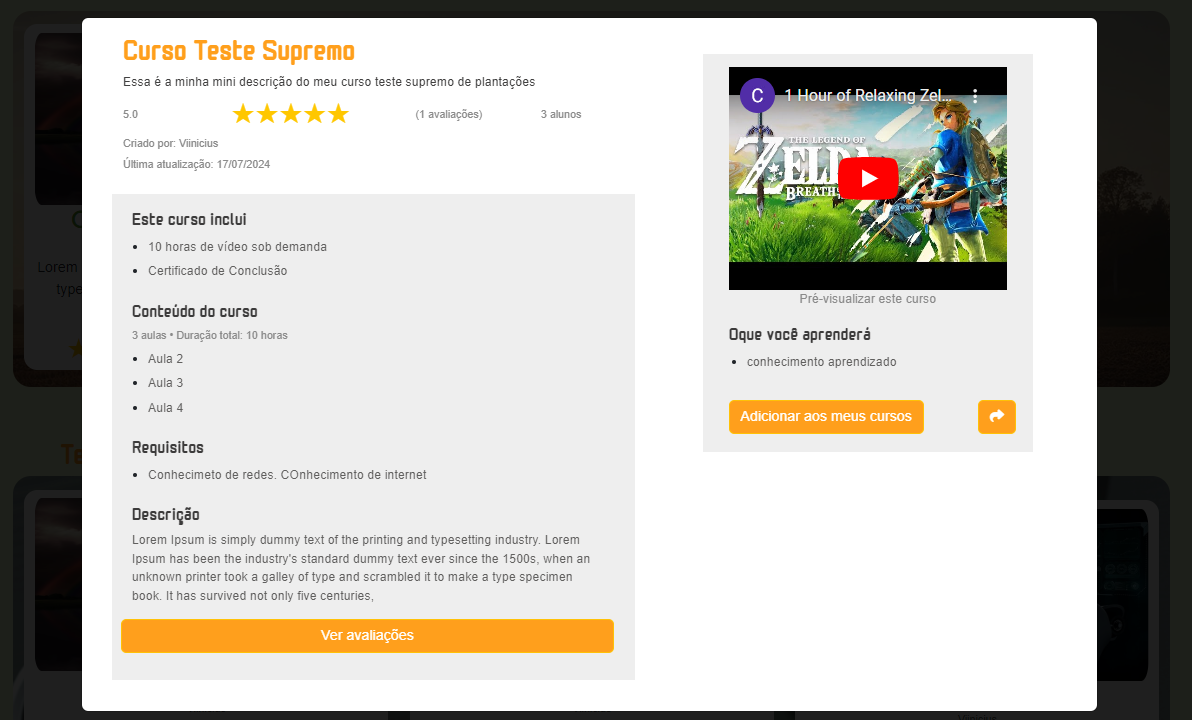 Curso Teste Supremo
Essa é a minha mini descrição do meu curso teste supremo de plantações
5.0 (1 avaliações) 3 alunos
Criado por: Viinicius
Última atualização: 17/07/2024
Este curso inclui
10 horas de vídeo sob demanda
Certificado de Conclusão
Conteúdo do curso
3 aulas • Duração total: 10 horas
Aula 2
Aula 3
Aula 4
Requisitos
Conhecimeto de redes. COnhecimento de internet
Descrição
Lorem Ipsum is simply dummy text of the printing and typesetting industry. Lorem
Ipsum has been the industry's standard dummy text ever since the 1500s, when an
unknown printer took a galley of type and scrambled it to make a type specimen
book. It has survived not only five centuries,
Ver avaliações
C 1 Hour of Relaxing Zel...
THE LEGEND OF
ZELDA
Pré-visualizar este curso
Oque você aprenderá
conhecimento aprendizado
Adicionar aos meus cursos
Lorem
type
Viinicius